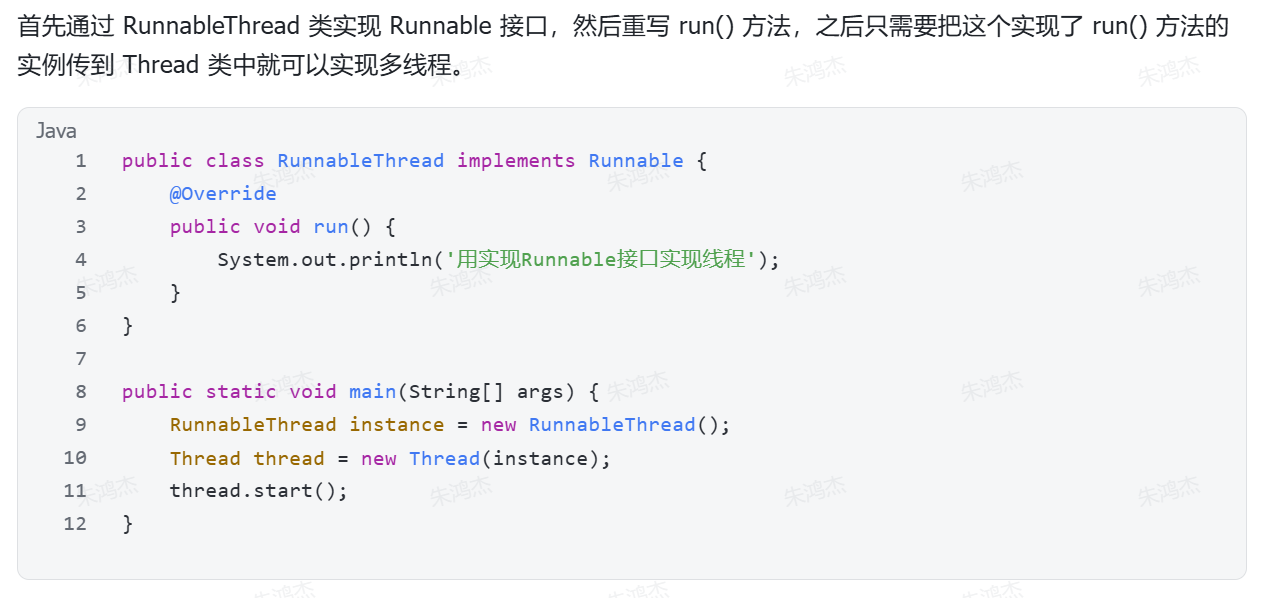 首先通过 RunnableThread 类实现 Runnable 接口，然后重写 run() 方法，之后只需要把这个实现了 run() 方法的
实例传到 Thread 类中就可以实现多线程。
Java
1 public class RunnableThread implements Runnable {
2 @Override
3 public void run() {
4 System.out.println('用实现Runnable接口实现线程');
5 }
6 }
7
8 public static void main(String[] args) {
9 RunnableThread instance = new RunnableThread();
10 Thread thread = new Thread(instance);
11 thread.start();
12 }
朱鸿杰